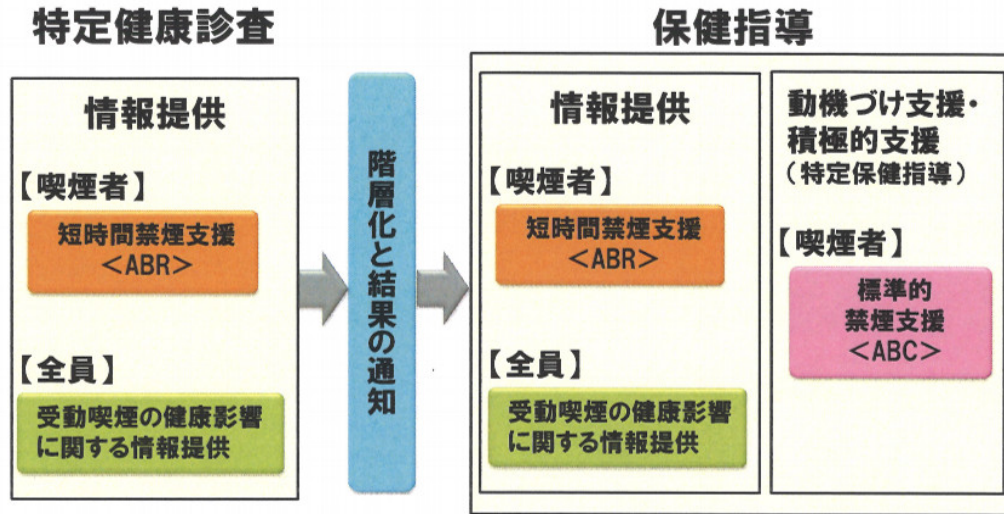 特定健康診査
情報提供
【喫煙者】
短時間禁煙支援
<ABR>
【全員】
受動喫煙の健康影響
に関する情報提供
階層化と結果の通知
保健指導
情報提供
【喫煙者】
短時間禁煙支援
<ABR>
【全員】
受動喫煙の健康影響
に関する情報提供
動機づけ支援・
積極的支援
(特定保健指導)
【喫煙者】
標準的
禁煙支援
<ABC>